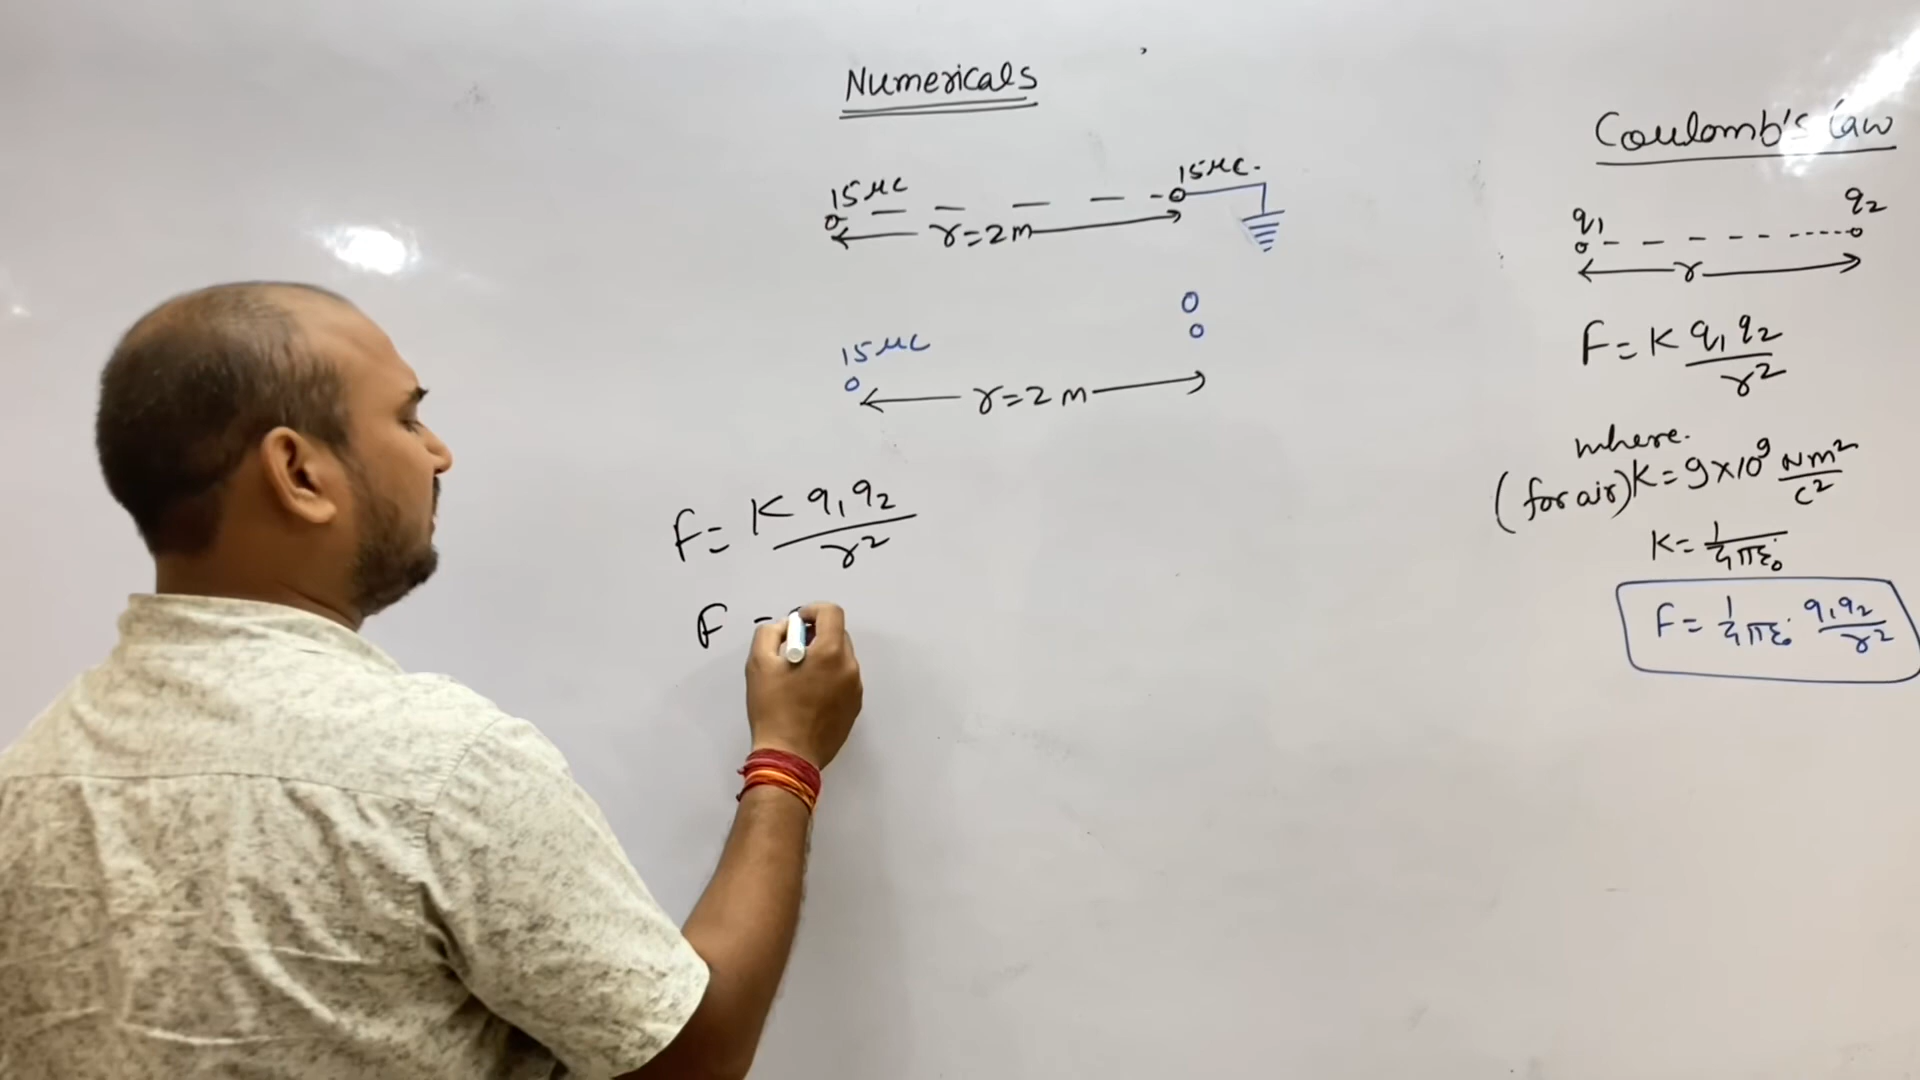 Numericals
15μC 15μC.
r=2m
0
15μC
r=2m
F= K q₁q₂/r²
F =
Coulomb's law
q₁ q₂
r
F= K q₁q₂/r²
where.
(for air) K= 9×10⁹ Nm²/C²
K= 1/4πε₀
F= 1/4πε₀ q₁q₂/r²